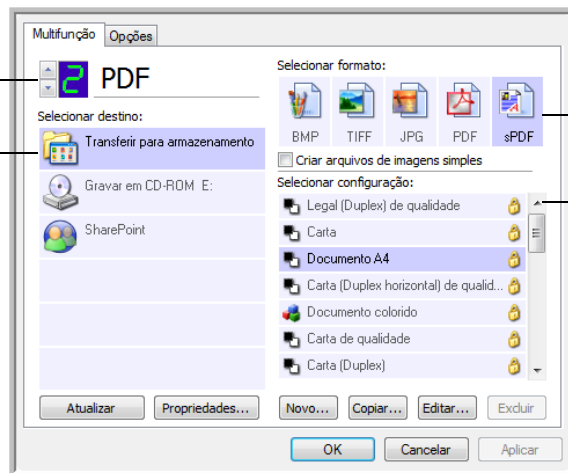 Multifunção Opções
2 PDF
Selecionar destino:
Transferir para armazenamento
Gravar em CD-ROM E:
SharePoint
Atualizar Propriedades...
Selecionar formato:
BMP TIFF JPG PDF sPDF
Criar arquivos de imagens simples
Selecionar configuração:
Legal (Duplex) de qualidade
Carta
Documento A4
Carta (Duplex horizontal) de qualid...
Documento colorido
Carta de qualidade
Carta (Duplex)
Novo... Copiar... Editar... Excluir
OK Cancelar Aplicar